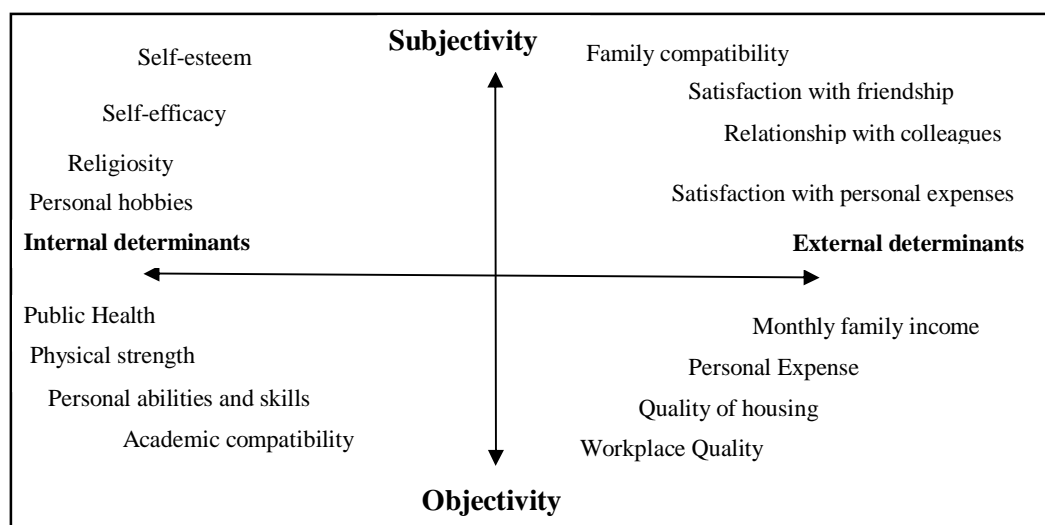 Subjectivity
Self-esteem
Self-efficacy
Religiosity
Personal hobbies
Internal determinants
Family compatibility
Satisfaction with friendship
Relationship with colleagues
Satisfaction with personal expenses
External determinants
Public Health
Physical strength
Personal abilities and skills
Academic compatibility
Monthly family income
Personal Expense
Quality of housing
Workplace Quality
Objectivity